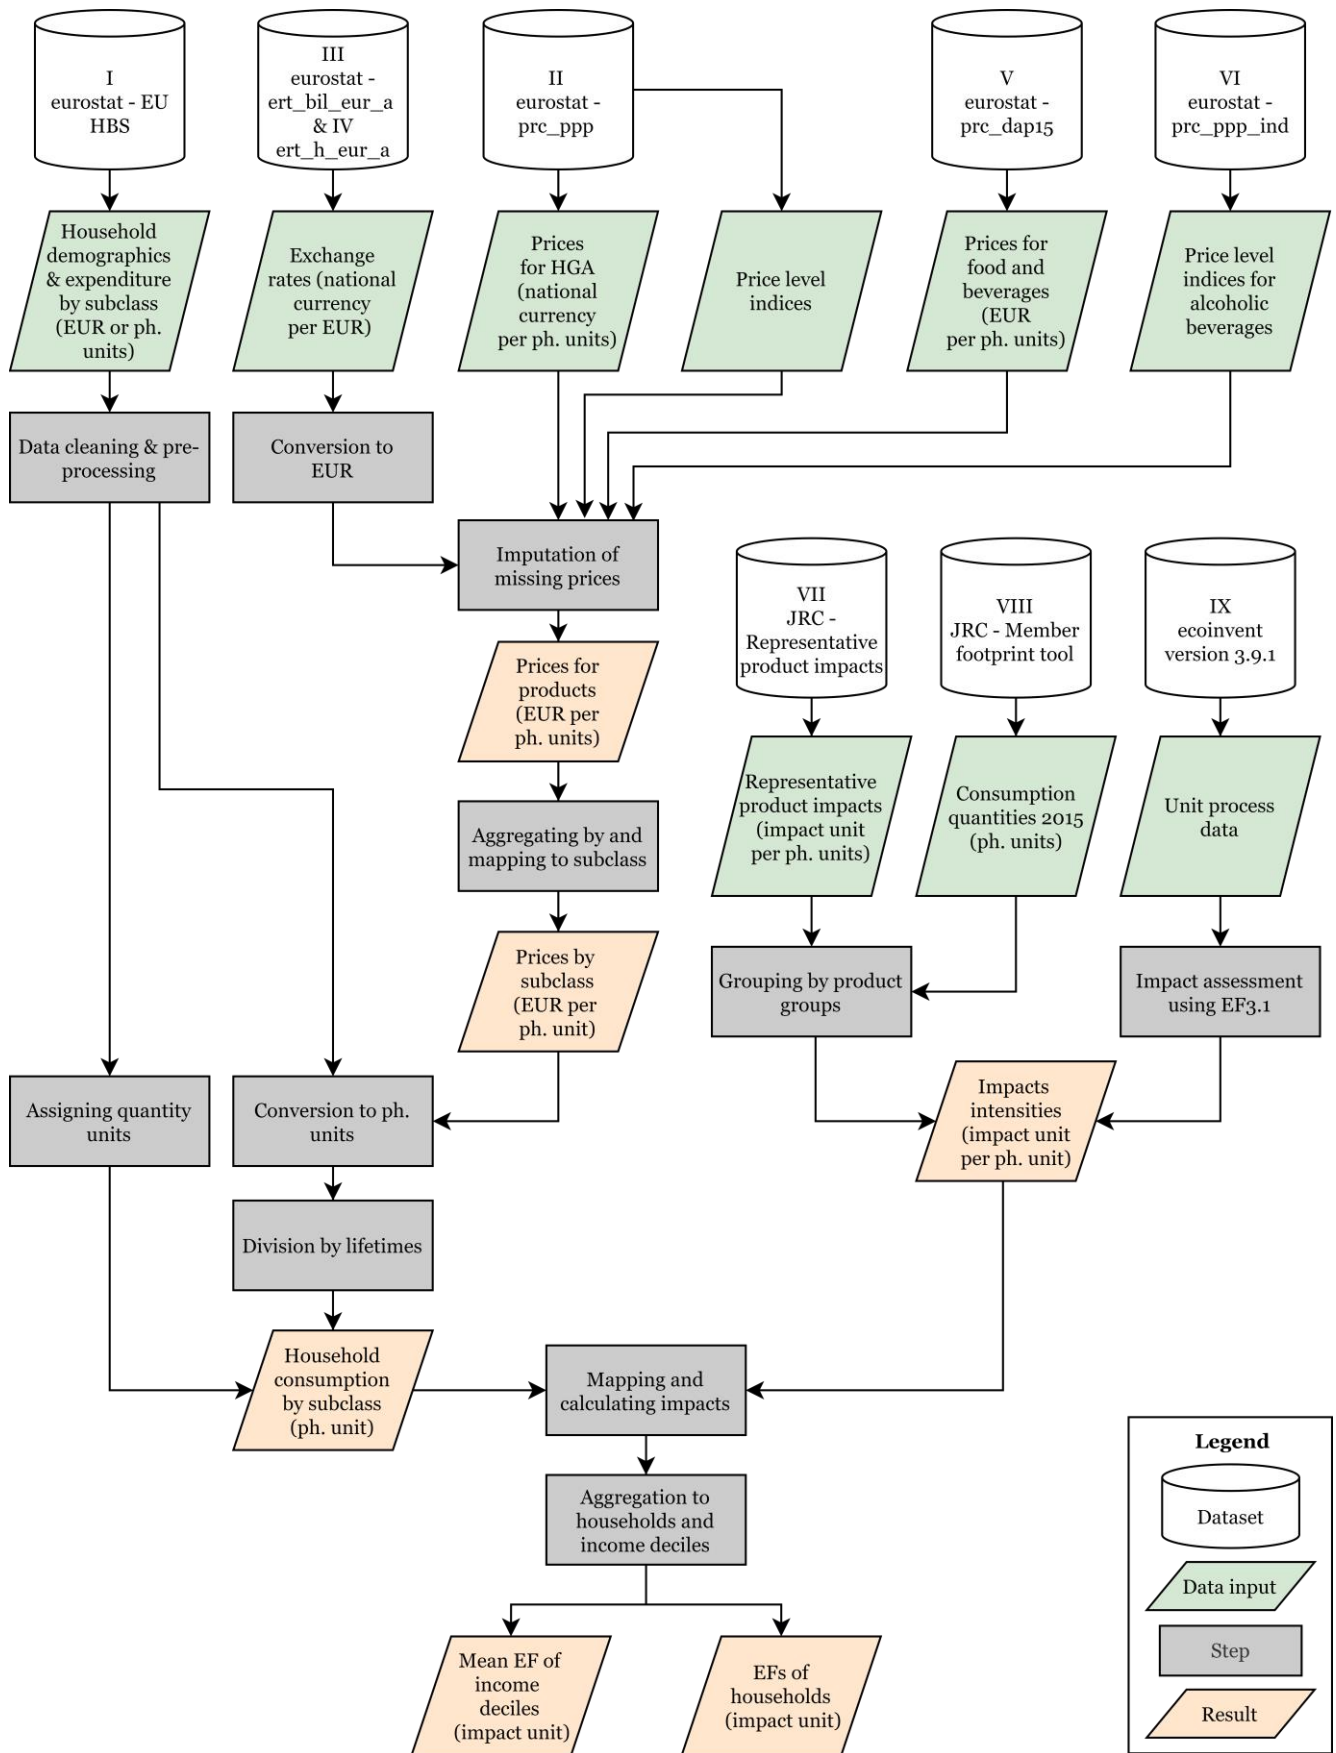 I
eurostat - EU
HBS
III
eurostat -
ert_bil_eur_a
& IV
ert_h_eur_a
II
eurostat -
prc_ppp
V
eurostat -
prc_dap15
VI
eurostat -
prc_ppp_ind
Household
demographics
& expenditure
by subclass
(EUR or ph.
units)
Exchange
rates (national
currency
per EUR)
Prices
for HGA
(national
currency
per ph. units)
Price level
indices
Prices for
food and
beverages
(EUR
per ph. units)
Price level
indices for
alcoholic
beverages
Data cleaning & pre-
processing
Conversion to
EUR
Imputation of
missing prices
VII
JRC -
Representative
product impacts
VIII
JRC - Member
footprint tool
IX
ecoinvent
version 3.9.1
Prices for
products
(EUR per
ph. units)
Representative
product impacts
(impact unit
per ph. units)
Consumption
quantities 2015
(ph. units)
Unit process
data
Aggregating by and
mapping to subclass
Prices by
subclass
(EUR per
ph. unit)
Grouping by product
groups
Impact assessment
using EF3.1
Assigning quantity
units
Conversion to ph.
units
Impacts
intensities
(impact unit
per ph. unit)
Division by lifetimes
Household
consumption
by subclass
(ph. unit)
Mapping and
calculating impacts
Aggregation to
households and
income deciles
Mean EF of
income
deciles
(impact unit)
EFs of
households
(impact unit)
Legend
Dataset
Data input
Step
Result